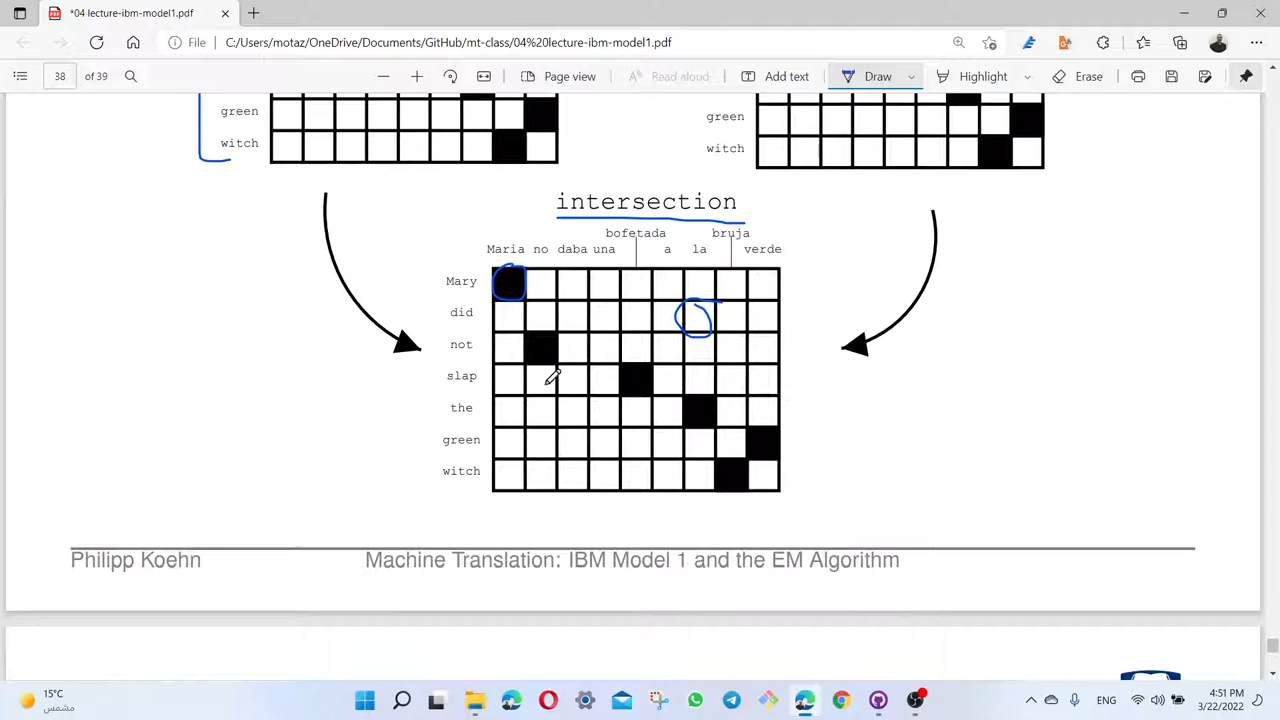 *04 lecture-ibm-model1.pdf
File C:/Users/motaz/OneDrive/Documents/GitHub/mt-class/04%20lecture-ibm-model1.pdf
38 of 39 Page view Read aloud Add text Draw Highlight Erase
green
witch
green
witch
intersection
bofetada bruja
Maria no daba una a la verde
Mary
did
not
slap
the
green
witch
Philipp Koehn Machine Translation: IBM Model 1 and the EM Algorithm
15°C
مشمس
ENG
4:51 PM
3/22/2022